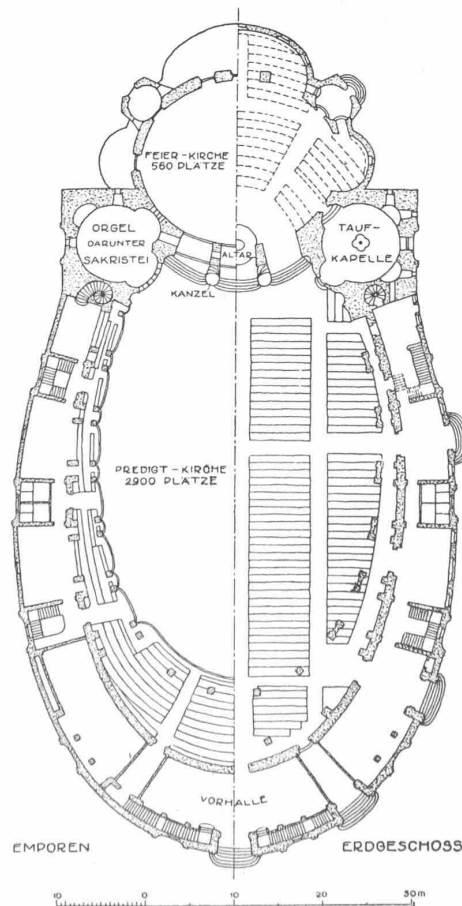 FEIER-KIRCHE
560 PLÄTZE
ORGEL
DARUNTER
SAKRISTEI
ALTAR
TAUF-
KAPELLE
KANZEL
PREDIGT-KIRCHE
2900 PLÄTZE
VORHALLE
EMPOREN
ERDGESCHOSS
10 0 10 20 30 m